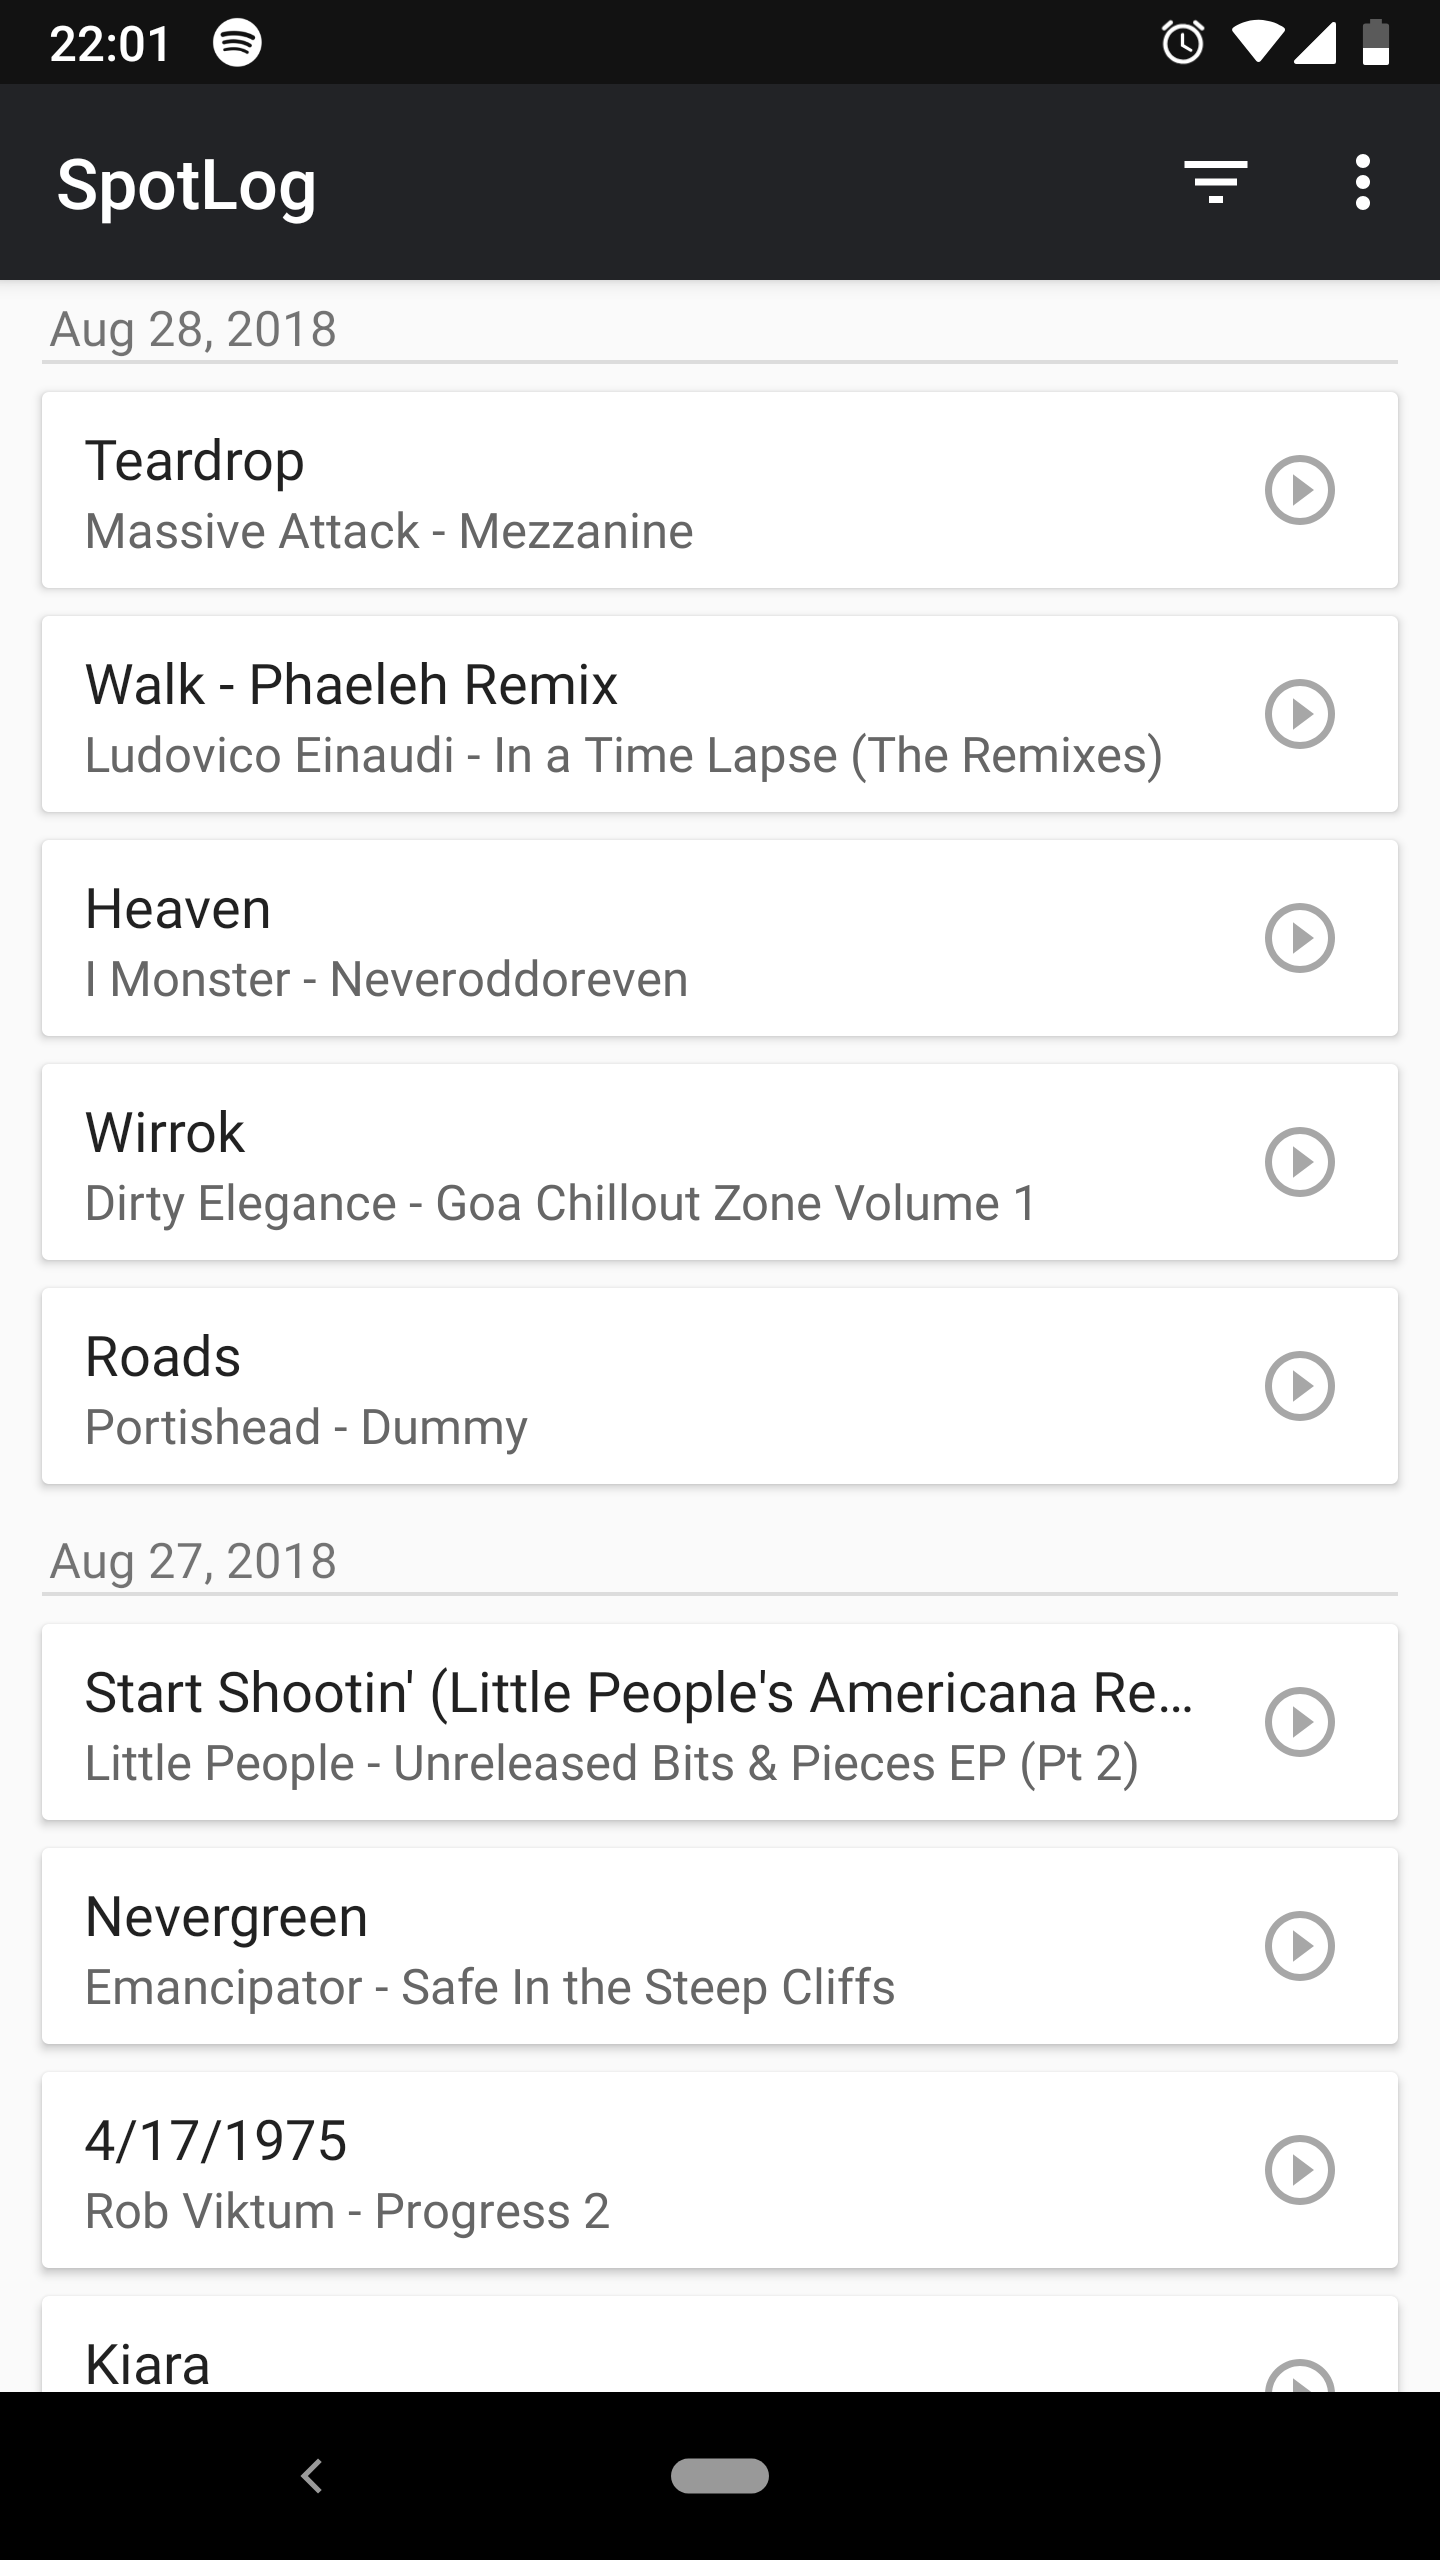 22:01
SpotLog
Aug 28, 2018
Teardrop
Massive Attack - Mezzanine
Walk - Phaeleh Remix
Ludovico Einaudi - In a Time Lapse (The Remixes)
Heaven
I Monster - Neveroddoreven
Wirrok
Dirty Elegance - Goa Chillout Zone Volume 1
Roads
Portishead - Dummy
Aug 27, 2018
Start Shootin' (Little People's Americana Re…
Little People - Unreleased Bits & Pieces EP (Pt 2)
Nevergreen
Emancipator - Safe In the Steep Cliffs
4/17/1975
Rob Viktum - Progress 2
Kiara